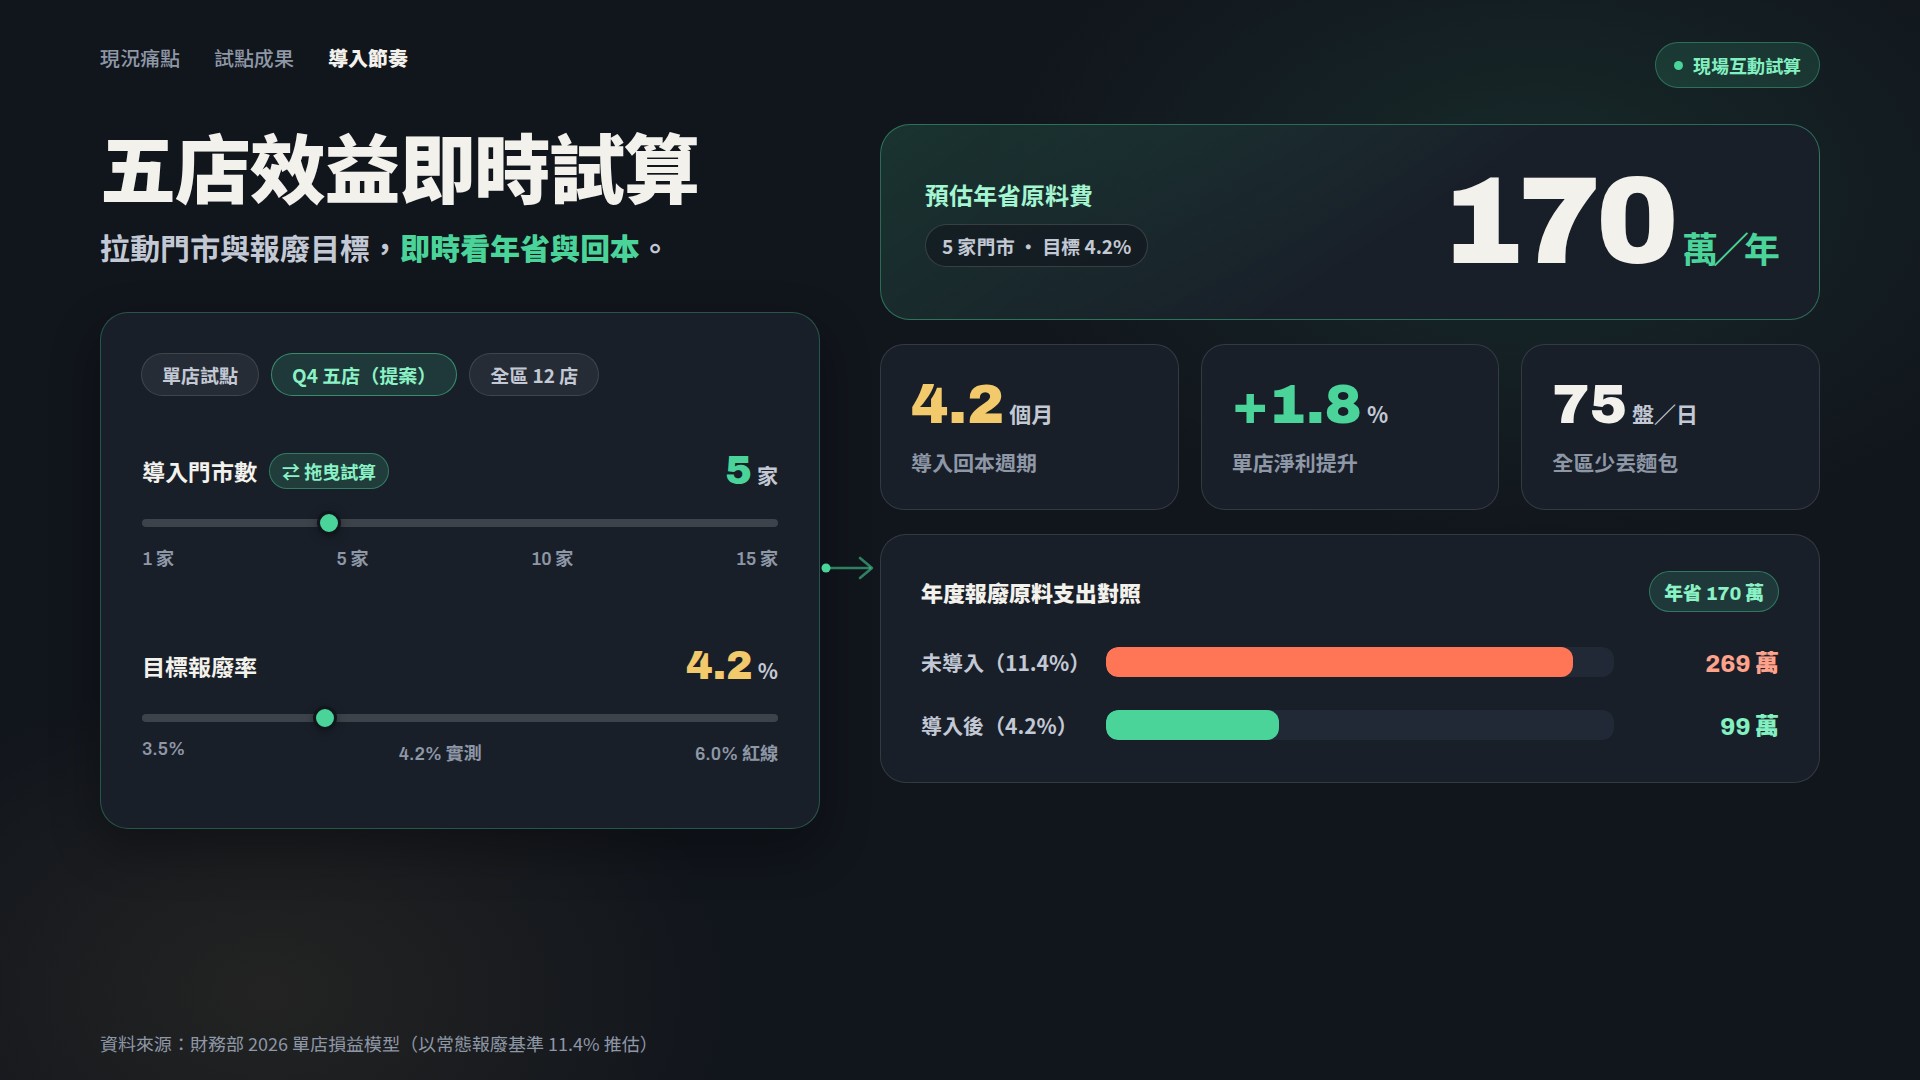 現況痛點 試點成果 導入節奏
現場互動試算
五店效益即時試算
拉動門市與報廢目標，即時看年省與回本。
單店試點 Q4 五店（提案） 全區 12 店
導入門市數 ⇄ 拖曳試算 5 家
1 家 5 家 10 家 15 家
目標報廢率 4.2 %
3.5% 4.2% 實測 6.0% 紅線
預估年省原料費
5 家門市 · 目標 4.2%
170 萬／年
4.2 個月
導入回本週期
+1.8 %
單店淨利提升
75 盤／日
全區少丟麵包
年度報廢原料支出對照 年省 170 萬
未導入（11.4%） 269 萬
導入後（4.2%） 99 萬
資料來源：財務部 2026 單店損益模型（以常態報廢基準 11.4% 推估）